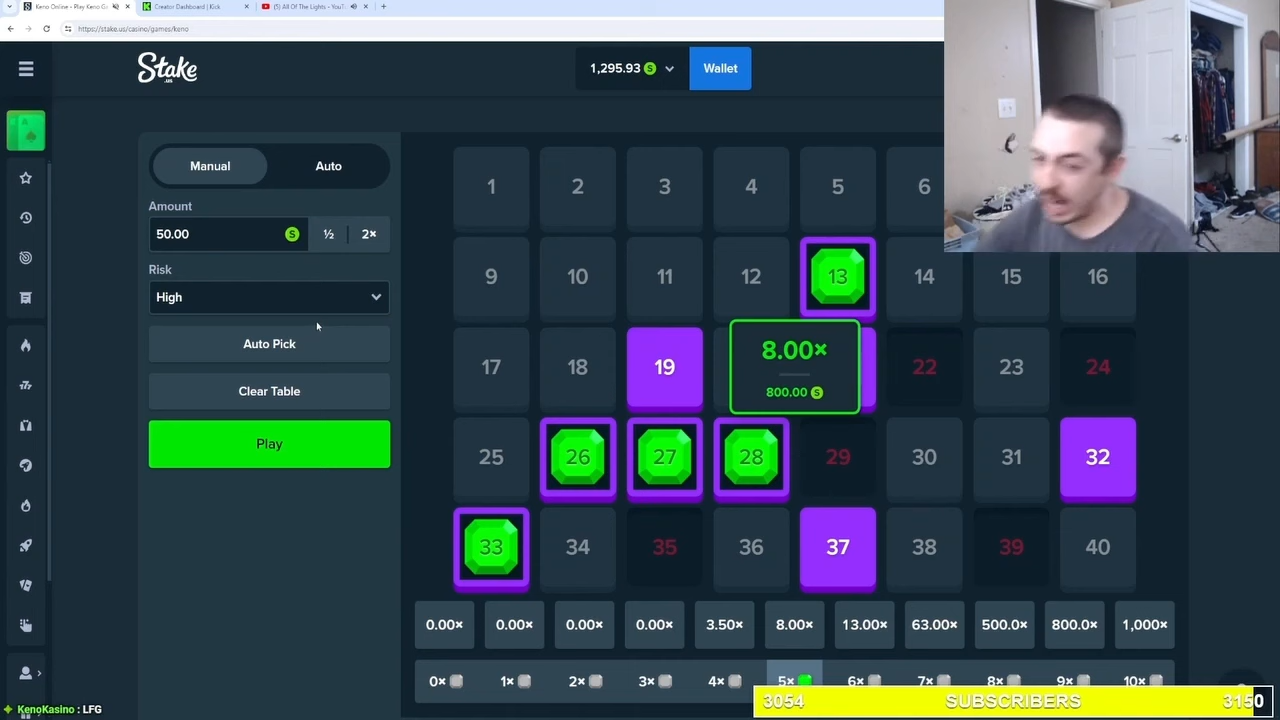 Keno Online - Play Keno G
Creator Dashboard | Kick
(5) All Of The Lights - YouT
https://stake.us/casino/games/keno
Stake
.us
1,295.93
Wallet
Manual
Auto
Amount
50.00
½
2×
Risk
High
Auto Pick
Clear Table
Play
1 2 3 4 5 6
9 10 11 12 13 14 15 16
17 18 19 22 23 24
8.00×
800.00
25 26 27 28 29 30 31 32
33 34 35 36 37 38 39 40
0.00× 0.00× 0.00× 0.00× 3.50× 8.00× 13.00× 63.00× 500.0× 800.0× 1,000×
0× 1× 2× 3× 4× 5× 6× 7× 8× 9× 10×
3054 SUBSCRIBERS 3150
KenoKasino : LFG